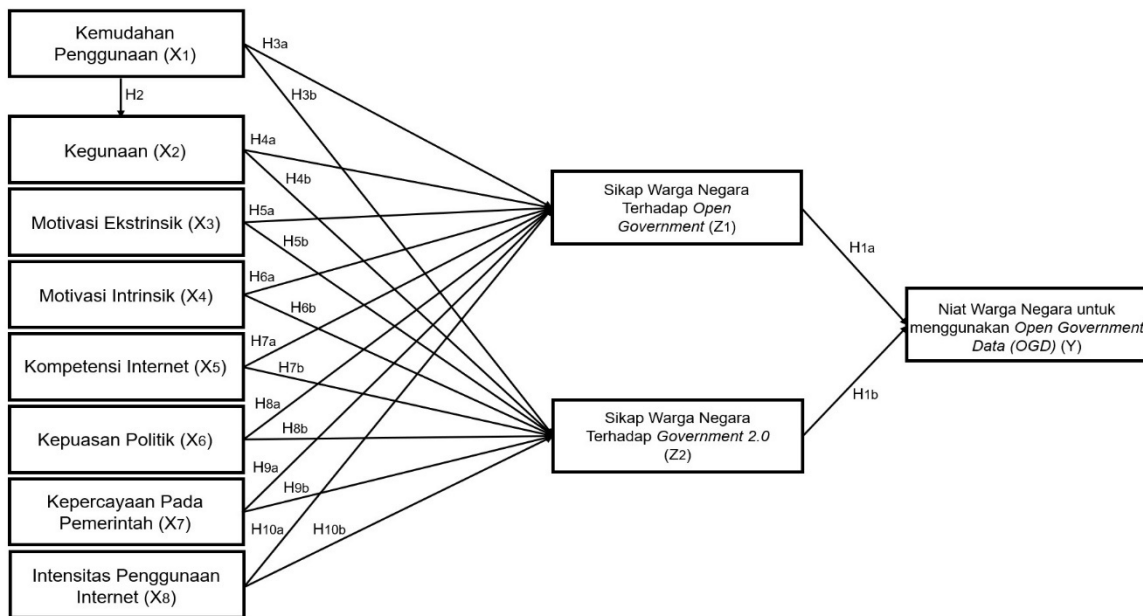 Kemudahan
Penggunaan (X1)
H2
Kegunaan (X2)
Motivasi Ekstrinsik (X3)
Motivasi Intrinsik (X4)
Kompetensi Internet (X5)
Kepuasan Politik (X6)
Kepercayaan Pada
Pemerintah (X7)
Intensitas Penggunaan
Internet (X8)
H3a
H3b
H4a
H4b
H5a
H5b
H6a
H6b
H7a
H7b
H8a
H8b
H9a
H9b
H10a
H10b
Sikap Warga Negara
Terhadap Open
Government (Z1)
Sikap Warga Negara
Terhadap Government 2.0
(Z2)
H1a
H1b
Niat Warga Negara untuk
menggunakan Open Government
Data (OGD) (Y)